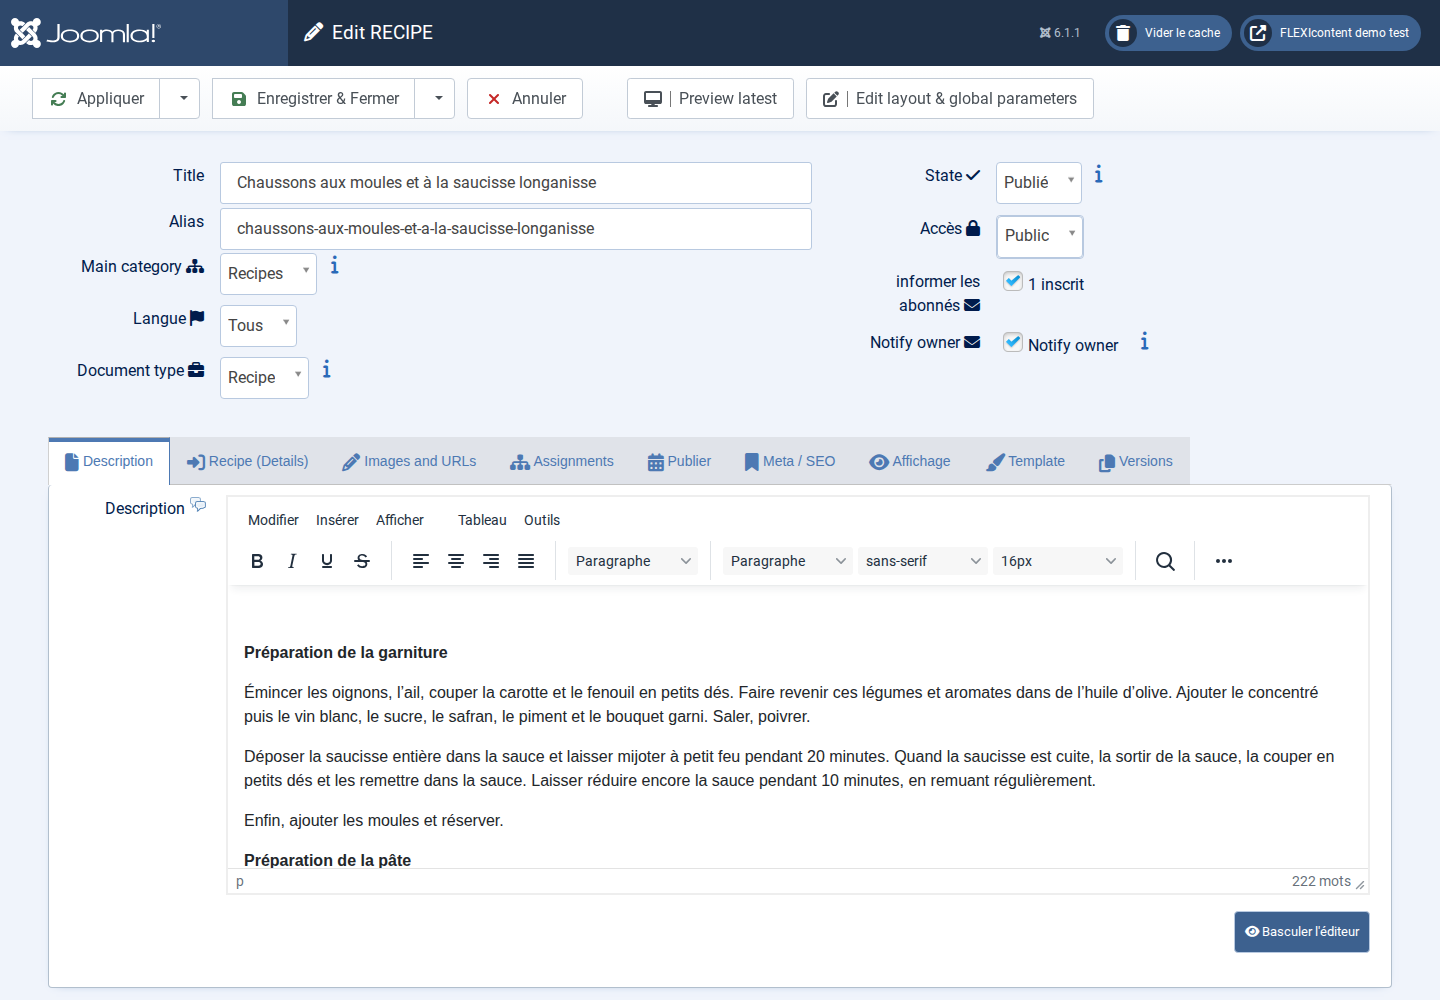 Joomla!
Edit RECIPE
6.1.1
Vider le cache
FLEXIcontent demo test
Appliquer
Enregistrer & Fermer
Annuler
Preview latest
Edit layout & global parameters
Title
Chaussons aux moules et à la saucisse longanisse
Alias
chaussons-aux-moules-et-a-la-saucisse-longanisse
Main category
Recipes
Langue
Tous
Document type
Recipe
State
Publié
Accès
Public
informer les
abonnés
1 inscrit
Notify owner
Notify owner
Description
Recipe (Details)
Images and URLs
Assignments
Publier
Meta / SEO
Affichage
Template
Versions
Description
Modifier Insérer Afficher Tableau Outils
B I U S Paragraphe Paragraphe sans-serif 16px
Préparation de la garniture
Émincer les oignons, l’ail, couper la carotte et le fenouil en petits dés. Faire revenir ces légumes et aromates dans de l’huile d’olive. Ajouter le concentré
puis le vin blanc, le sucre, le safran, le piment et le bouquet garni. Saler, poivrer.
Déposer la saucisse entière dans la sauce et laisser mijoter à petit feu pendant 20 minutes. Quand la saucisse est cuite, la sortir de la sauce, la couper en
petits dés et les remettre dans la sauce. Laisser réduire encore la sauce pendant 10 minutes, en remuant régulièrement.
Enfin, ajouter les moules et réserver.
Préparation de la pâte
p
222 mots
Basculer l'éditeur